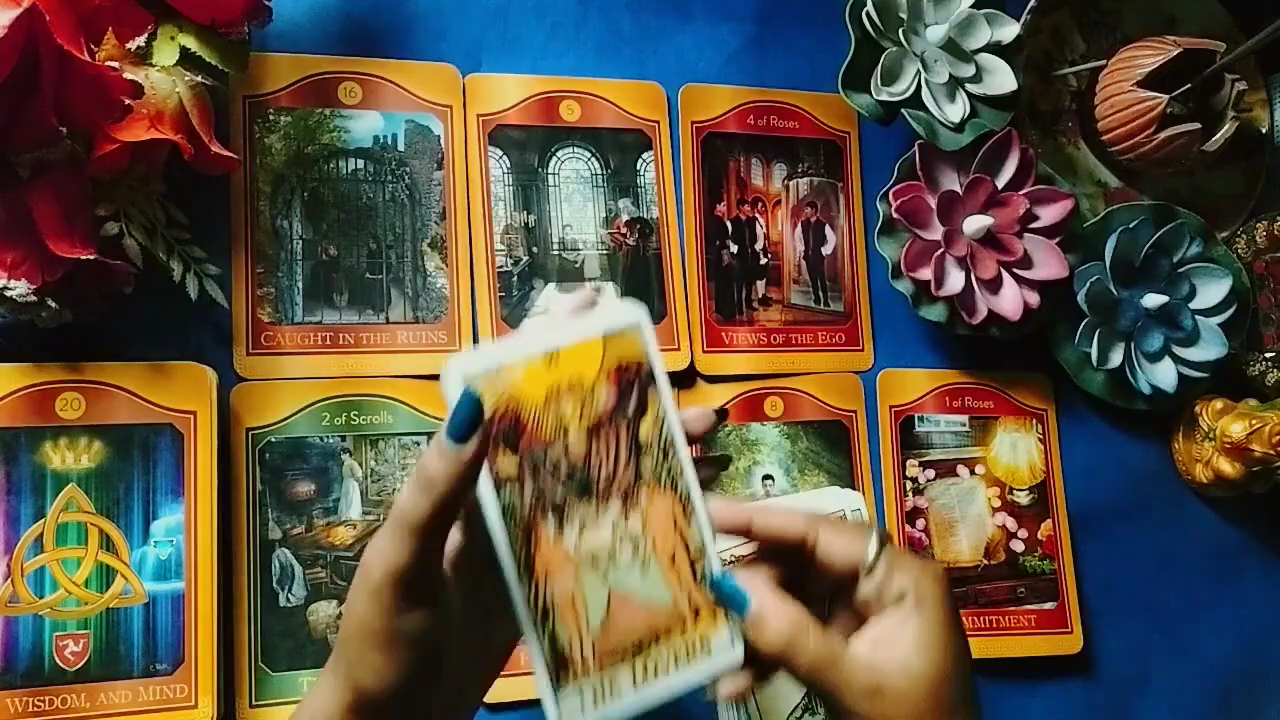 16
CAUGHT IN THE RUINS
5
4 of Roses
VIEWS OF THE EGO
20
WISDOM, AND MIND
2 of Scrolls
8
1 of Roses
MMITMENT